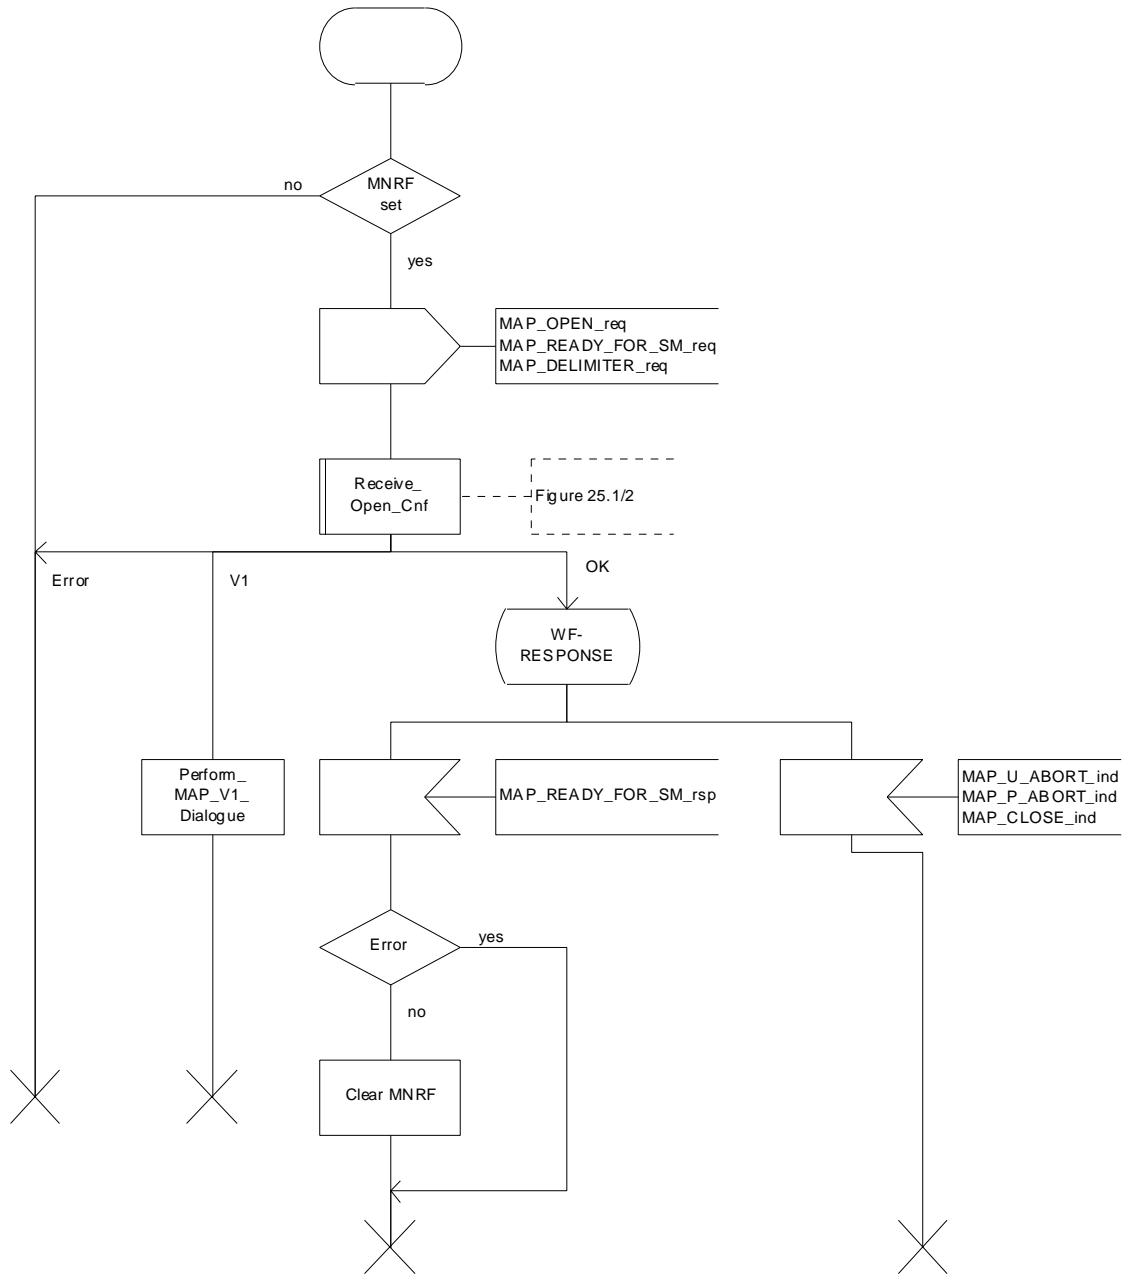 MNRF
set
no
yes
MAP_OPEN_req
MAP_READY_FOR_SM_req
MAP_DELIMITER_req
Receive_
Open_Cnf
Figure 25.1/2
Error
V1
OK
WF-
RESPONSE
Perform_
MAP_V1_
Dialogue
MAP_READY_FOR_SM_rsp
MAP_U_ABORT_ind
MAP_P_ABORT_ind
MAP_CLOSE_ind
Error
yes
no
Clear MNRF